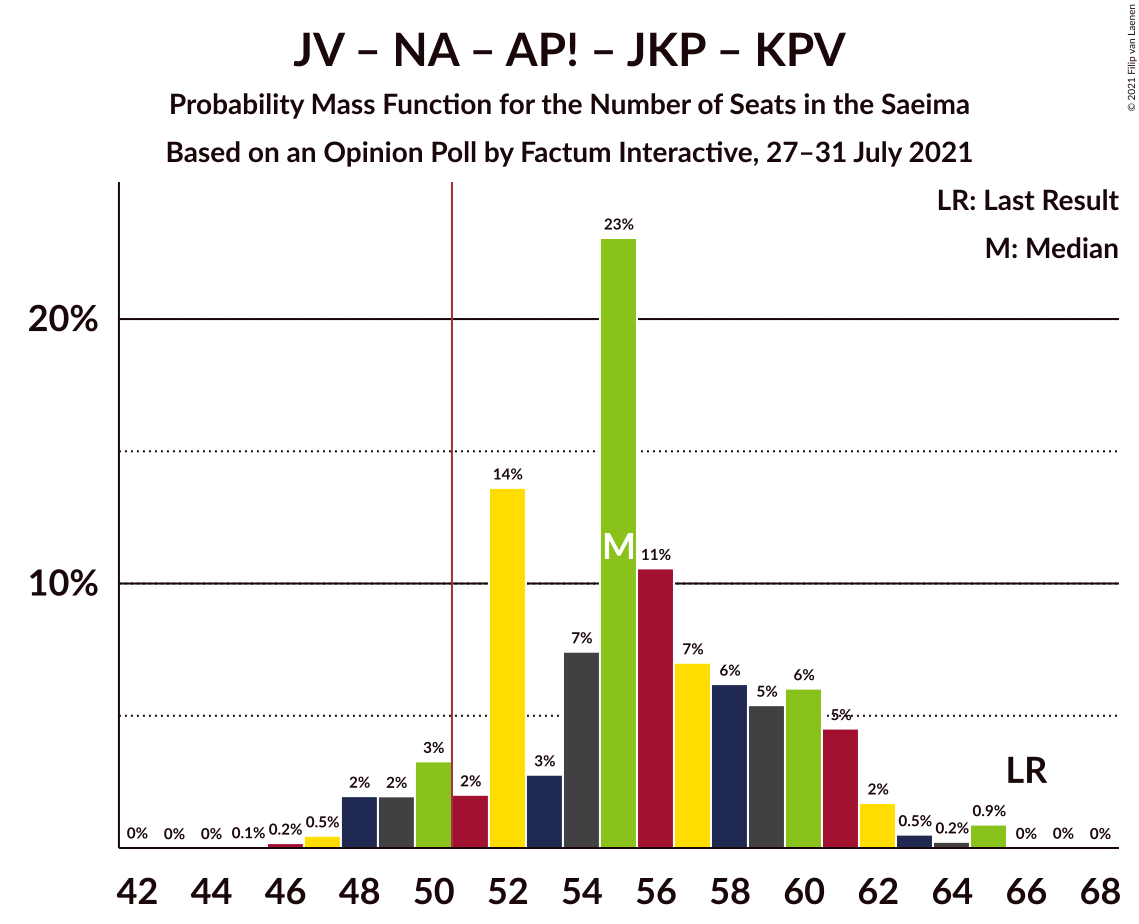 JV – NA – AP! – JKP – KPV
Probability Mass Function for the Number of Seats in the Saeima
Based on an Opinion Poll by Factum Interactive, 27–31 July 2021
© 2021 Filip van Laenen
LR: Last Result
M: Median
20%
10%
0% 0% 0% 0.1% 0.2% 0.5% 2% 2% 3% 2% 14% 3% 7% 23% 11% 7% 6% 5% 6% 5% 2% 0.5% 0.2% 0.9% 0% 0% 0%
M
LR
42 44 46 48 50 52 54 56 58 60 62 64 66 68